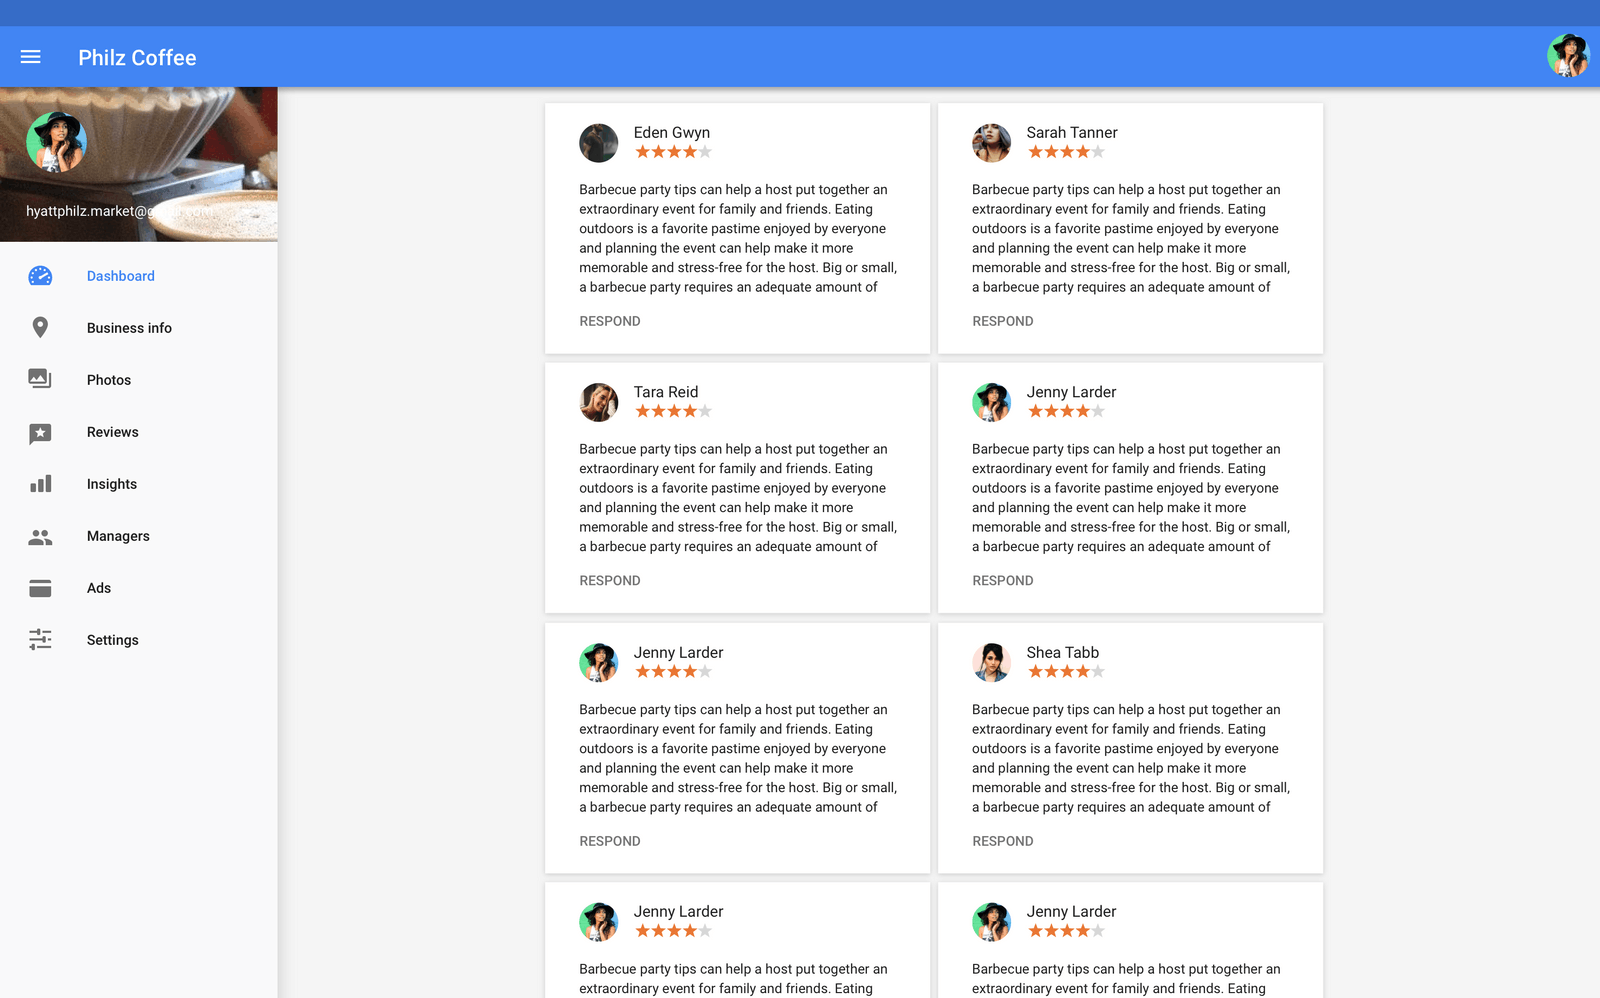 Philz Coffee
hyattphilz.market@g
Dashboard
Business info
Photos
Reviews
Insights
Managers
Ads
Settings
Eden Gwyn
Barbecue party tips can help a host put together an
extraordinary event for family and friends. Eating
outdoors is a favorite pastime enjoyed by everyone
and planning the event can help make it more
memorable and stress-free for the host. Big or small,
a barbecue party requires an adequate amount of
RESPOND
Sarah Tanner
Barbecue party tips can help a host put together an
extraordinary event for family and friends. Eating
outdoors is a favorite pastime enjoyed by everyone
and planning the event can help make it more
memorable and stress-free for the host. Big or small,
a barbecue party requires an adequate amount of
RESPOND
Tara Reid
Barbecue party tips can help a host put together an
extraordinary event for family and friends. Eating
outdoors is a favorite pastime enjoyed by everyone
and planning the event can help make it more
memorable and stress-free for the host. Big or small,
a barbecue party requires an adequate amount of
RESPOND
Jenny Larder
Barbecue party tips can help a host put together an
extraordinary event for family and friends. Eating
outdoors is a favorite pastime enjoyed by everyone
and planning the event can help make it more
memorable and stress-free for the host. Big or small,
a barbecue party requires an adequate amount of
RESPOND
Jenny Larder
Barbecue party tips can help a host put together an
extraordinary event for family and friends. Eating
outdoors is a favorite pastime enjoyed by everyone
and planning the event can help make it more
memorable and stress-free for the host. Big or small,
a barbecue party requires an adequate amount of
RESPOND
Shea Tabb
Barbecue party tips can help a host put together an
extraordinary event for family and friends. Eating
outdoors is a favorite pastime enjoyed by everyone
and planning the event can help make it more
memorable and stress-free for the host. Big or small,
a barbecue party requires an adequate amount of
RESPOND
Jenny Larder
Barbecue party tips can help a host put together an
extraordinary event for family and friends. Eating
Jenny Larder
Barbecue party tips can help a host put together an
extraordinary event for family and friends. Eating